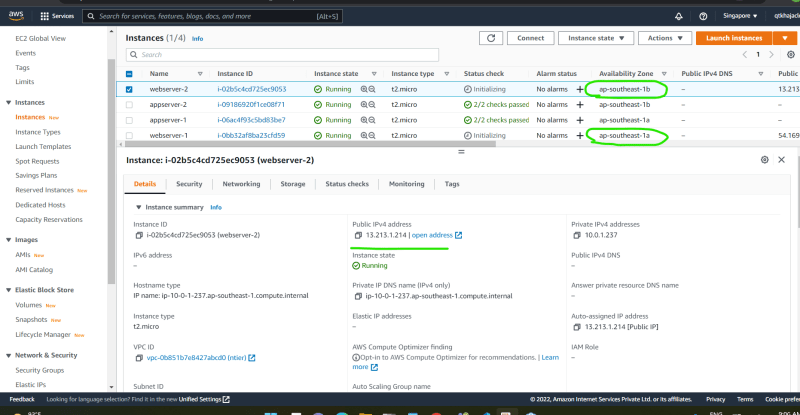 aws
Services
Search for services, features, blogs, docs, and more
[Alt+S]
Singapore
EC2 Global View
Events
Tags
Limits
Instances
Instances New
Instance Types
Launch Templates
Spot Requests
Savings Plans
Reserved Instances New
Dedicated Hosts
Capacity Reservations
Images
AMIs New
AMI Catalog
Elastic Block Store
Volumes New
Snapshots New
Lifecycle Manager New
Network & Security
Security Groups
Elastic IPs
Instances (1/4) Info
Connect
Instance state
Actions
Launch instances
Search
1
Name Instance ID Instance state Instance type Status check Alarm status Availability Zone Public IPv4 DNS Public
webserver-2 i-02b5c4cd725ec9053 Running t2.micro Initializing No alarms + ap-southeast-1b – 13.213
appserver-2 i-09186920f1ce08f71 Running t2.micro 2/2 checks passed No alarms + ap-southeast-1b –
appserver-1 i-06ac4f93c5bd83be7 Running t2.micro 2/2 checks passed No alarms + ap-southeast-1a –
webserver-1 i-0bb32af8ba23cfd59 Running t2.micro Initializing No alarms + ap-southeast-1a – 54.169
Instance: i-02b5c4cd725ec9053 (webserver-2)
Details Security Networking Storage Status checks Monitoring Tags
Instance summary Info
Instance ID
i-02b5c4cd725ec9053 (webserver-2)
IPv6 address
–
Hostname type
IP name: ip-10-0-1-237.ap-southeast-1.compute.internal
Instance type
t2.micro
VPC ID
vpc-0b851b7e8427abcd0 (ntier)
Subnet ID
Public IPv4 address
13.213.1.214 | open address
Instance state
Running
Private IP DNS name (IPv4 only)
ip-10-0-1-237.ap-southeast-1.compute.internal
Elastic IP addresses
–
AWS Compute Optimizer finding
Opt-in to AWS Compute Optimizer for recommendations. | Learn
more
Auto Scaling Group name
Private IPv4 addresses
10.0.1.237
Public IPv4 DNS
–
Answer private resource DNS name
–
Auto-assigned IP address
13.213.1.214 [Public IP]
IAM Role
–
Feedback Looking for language selection? Find it in the new Unified Settings
© 2022, Amazon Internet Services Private Ltd. or its affiliates. Privacy Terms Cookie prefe